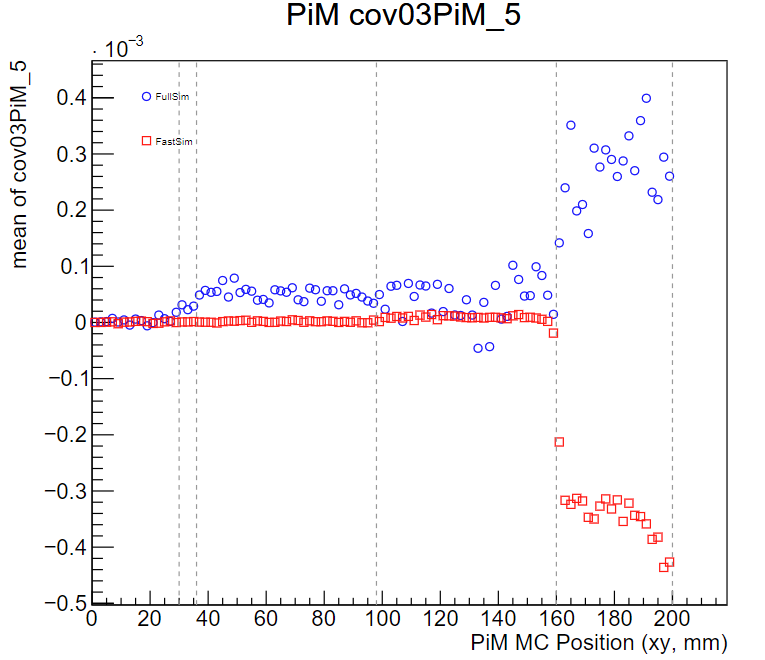 PiM cov03PiM_5
· 10⁻³
mean of cov03PiM_5
FullSim
FastSim
0.4
0.3
0.2
0.1
0
−0.1
−0.2
−0.3
−0.4
−0.5
0 20 40 60 80 100 120 140 160 180 200
PiM MC Position (xy, mm)